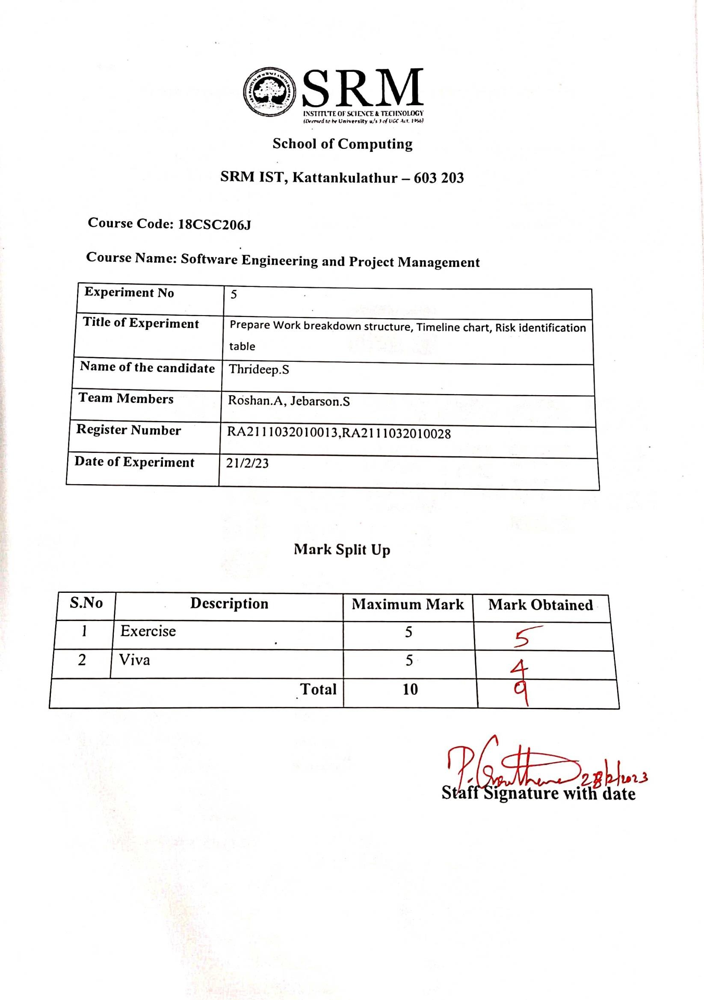 SRM
INSTITUTE OF SCIENCE & TECHNOLOGY
(Deemed to be University u/s 3 of UGC Act, 1956)
School of Computing
SRM IST, Kattankulathur – 603 203
Course Code: 18CSC206J
Course Name: Software Engineering and Project Management
Experiment No 5
Title of Experiment Prepare Work breakdown structure, Timeline chart, Risk identification
table
Name of the candidate Thrideep.S
Team Members Roshan.A, Jebarson.S
Register Number RA2111032010013,RA2111032010028
Date of Experiment 21/2/23
Mark Split Up
S.No Description Maximum Mark Mark Obtained
1 Exercise 5 5
2 Viva 5 4
Total 10 9
28/2/2023
Staff Signature with date